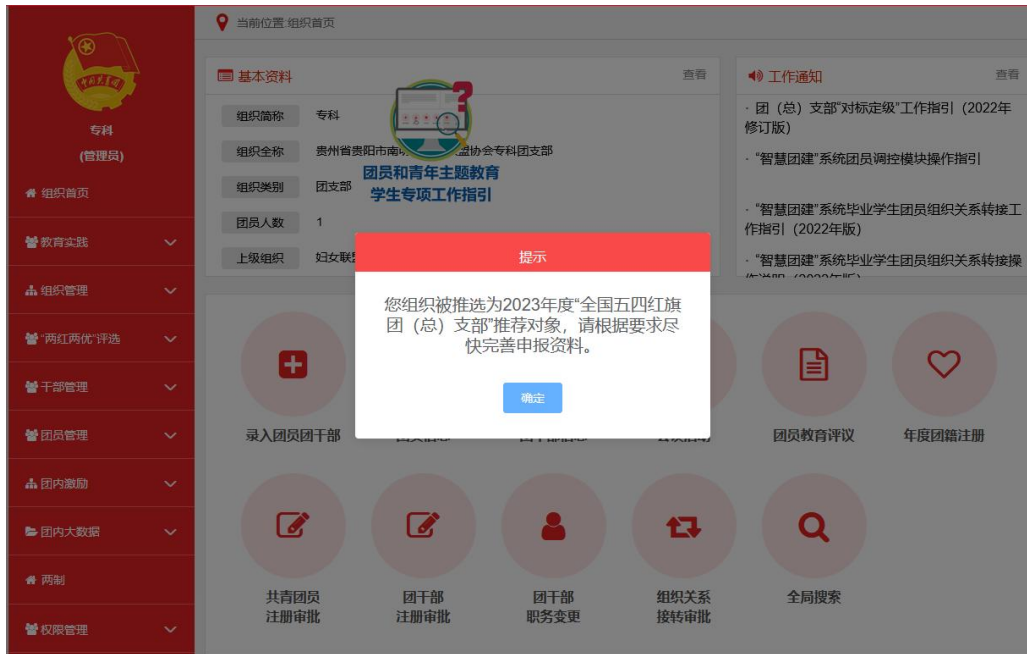 当前位置:组织首页
专科
(管理员)
组织首页
教育实践
组织管理
“两红两优”评选
干部管理
团员管理
团内激励
团内大数据
两制
权限管理
基本资料
查看
组织简称
专科
组织全称
贵州省贵阳市南
盟协会专科团支部
组织类别
团支部
团员人数
1
上级组织
妇女联
团员和青年主题教育
学生专项工作指引
工作通知
查看
· 团（总）支部“对标定级”工作指引（2022年
修订版）
· “智慧团建”系统团员调控模块操作指引
· “智慧团建”系统毕业学生团员组织关系转接工
作指引（2022年版）
· “智慧团建”系统毕业学生团员组织关系转接操
提示
您组织被推选为2023年度“全国五四红旗
团（总）支部”推荐对象，请根据要求尽
快完善申报资料。
确定
录入团员团干部
团员教育评议
年度团籍注册
共青团员
注册审批
团干部
注册审批
团干部
职务变更
组织关系
接转审批
全局搜索